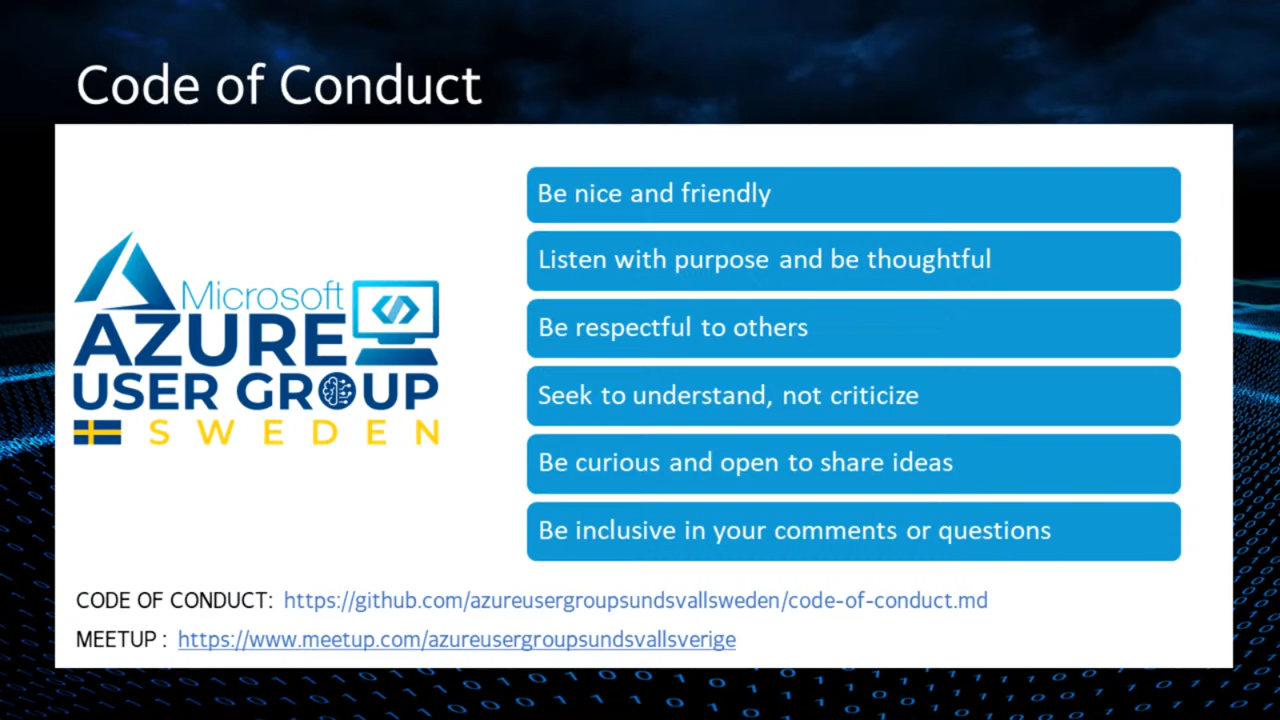 Code of Conduct
Microsoft
AZURE
USER GROUP
SWEDEN
Be nice and friendly
Listen with purpose and be thoughtful
Be respectful to others
Seek to understand, not criticize
Be curious and open to share ideas
Be inclusive in your comments or questions
CODE OF CONDUCT: https://github.com/azureusergroupsundsvallsweden/code-of-conduct.md
MEETUP : https://www.meetup.com/azureusergroupsundsvallsverige